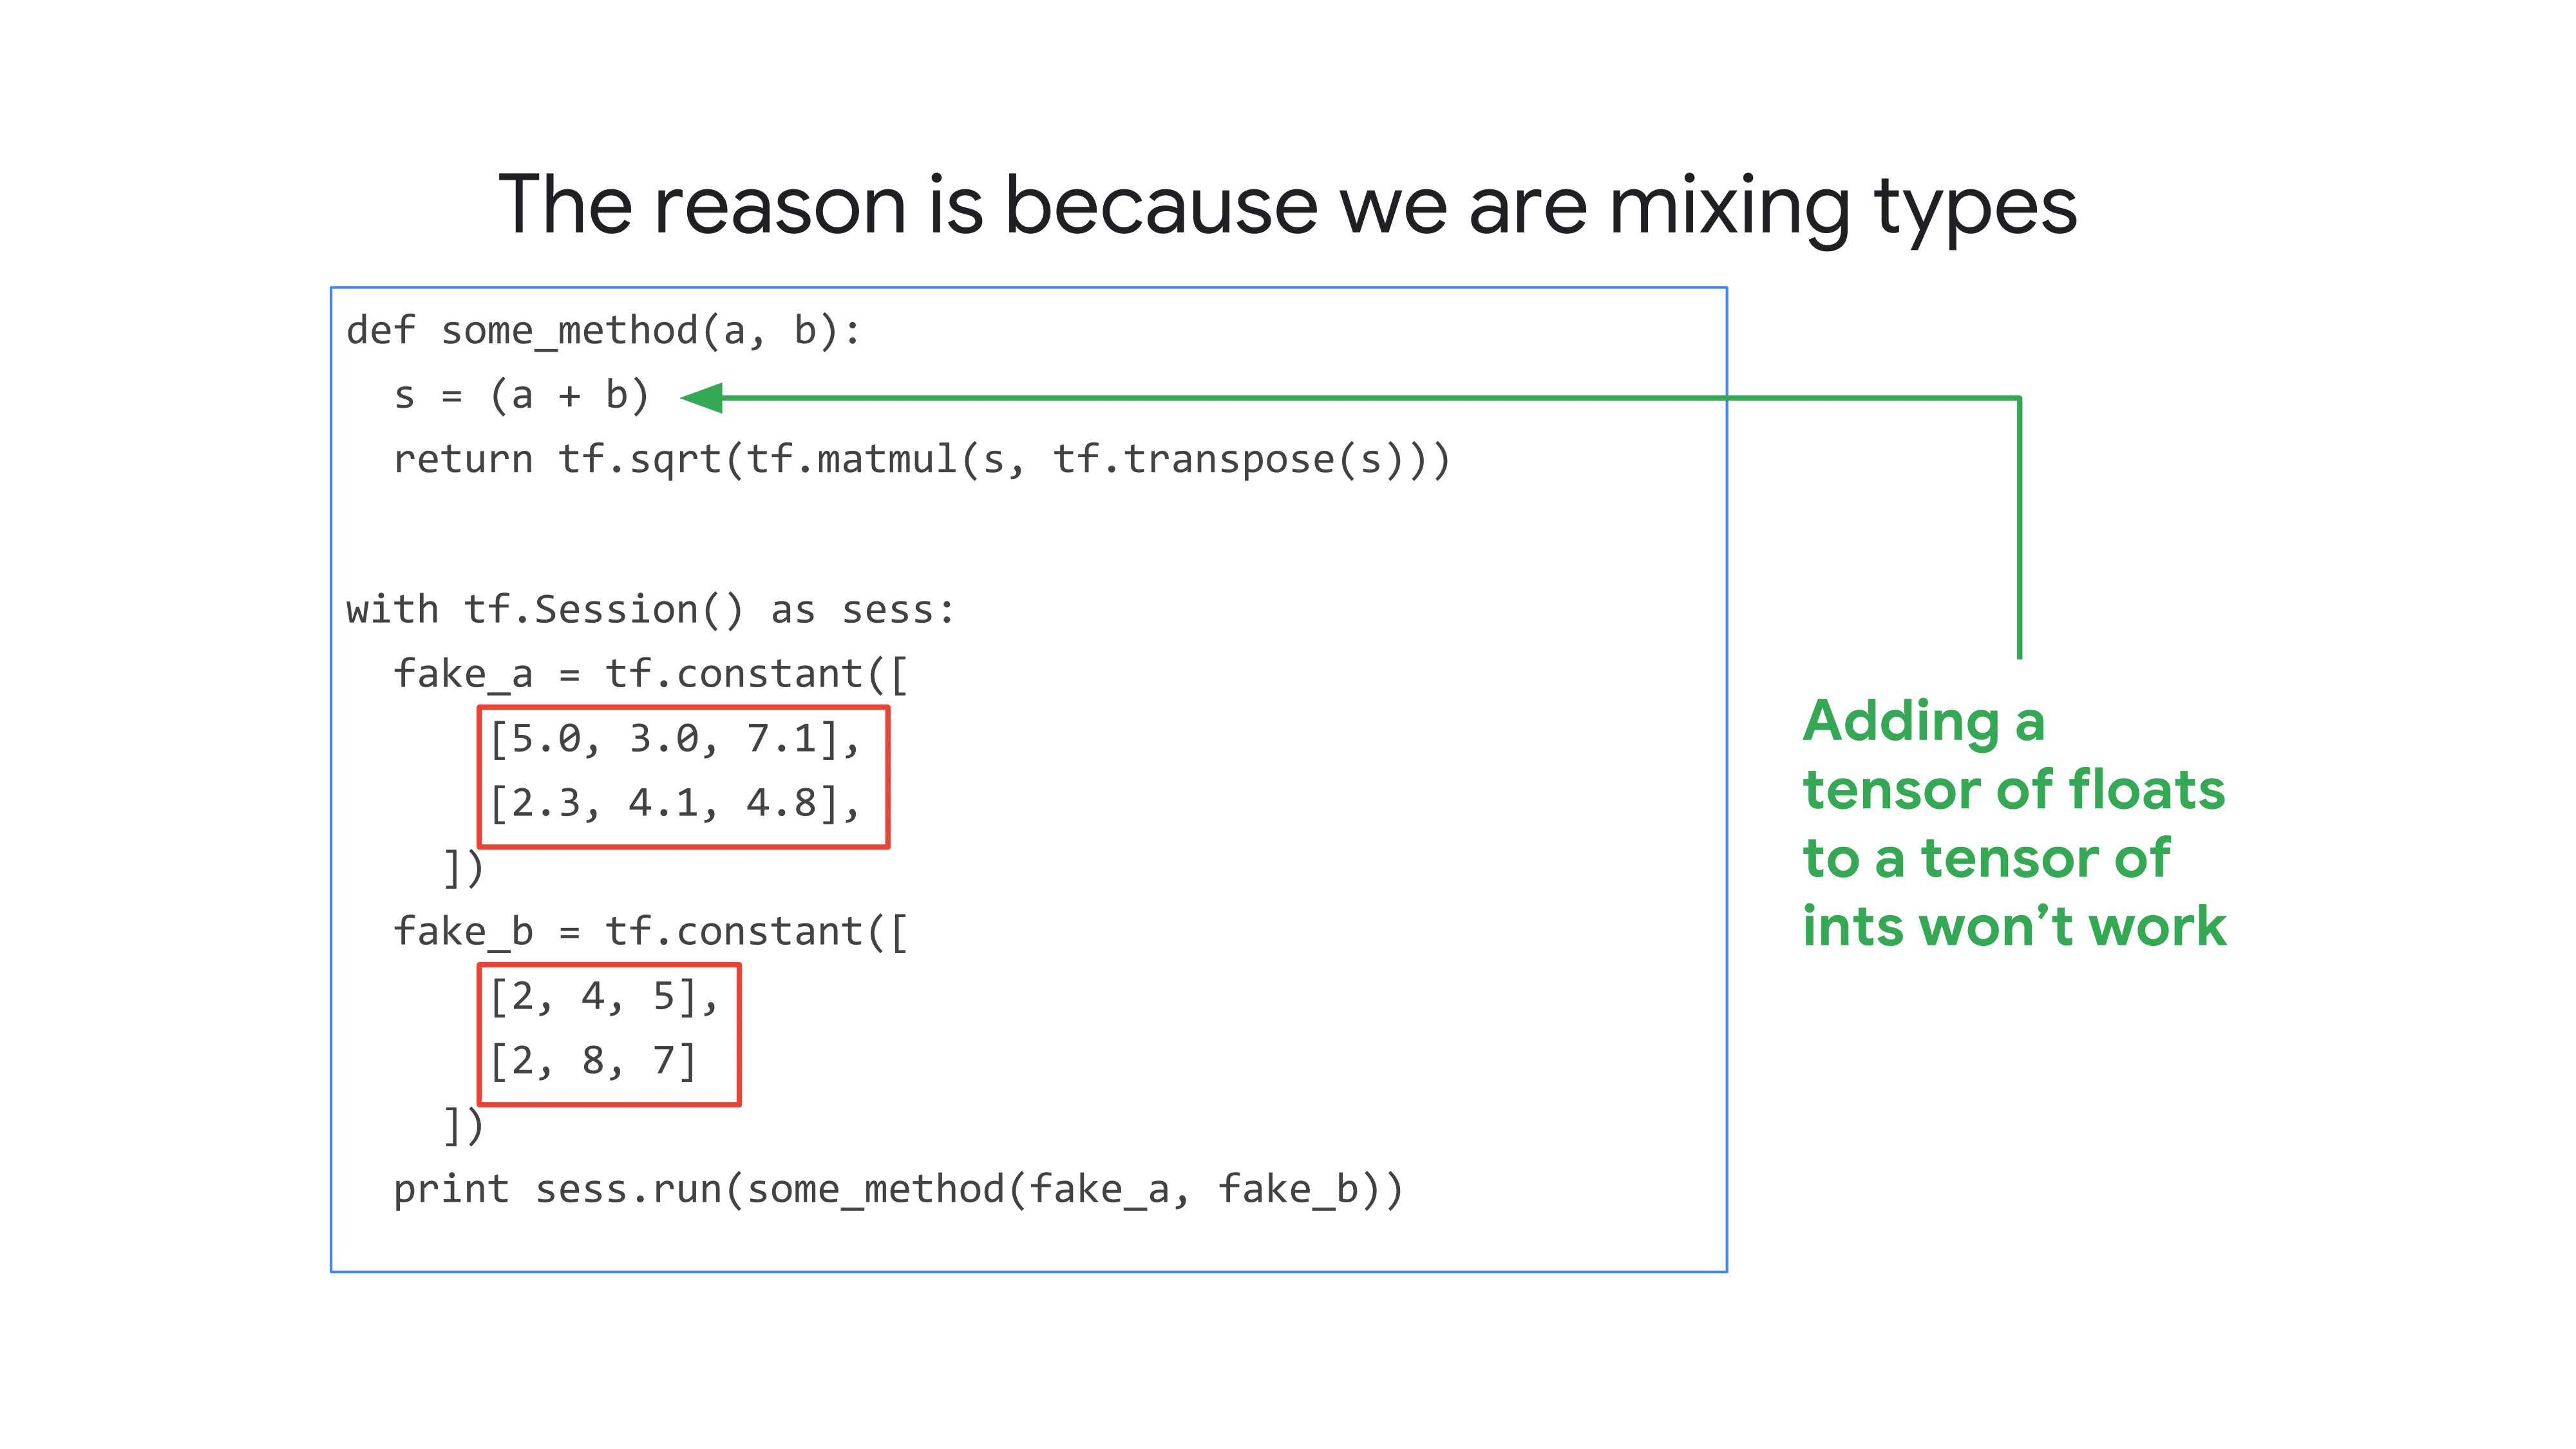 The reason is because we are mixing types
def some_method(a, b):
  s = (a + b)
  return tf.sqrt(tf.matmul(s, tf.transpose(s)))
with tf.Session() as sess:
  fake_a = tf.constant([
      [5.0, 3.0, 7.1],
      [2.3, 4.1, 4.8],
    ])
  fake_b = tf.constant([
      [2, 4, 5],
      [2, 8, 7]
    ])
  print sess.run(some_method(fake_a, fake_b))
Adding a
tensor of floats
to a tensor of
ints won’t work